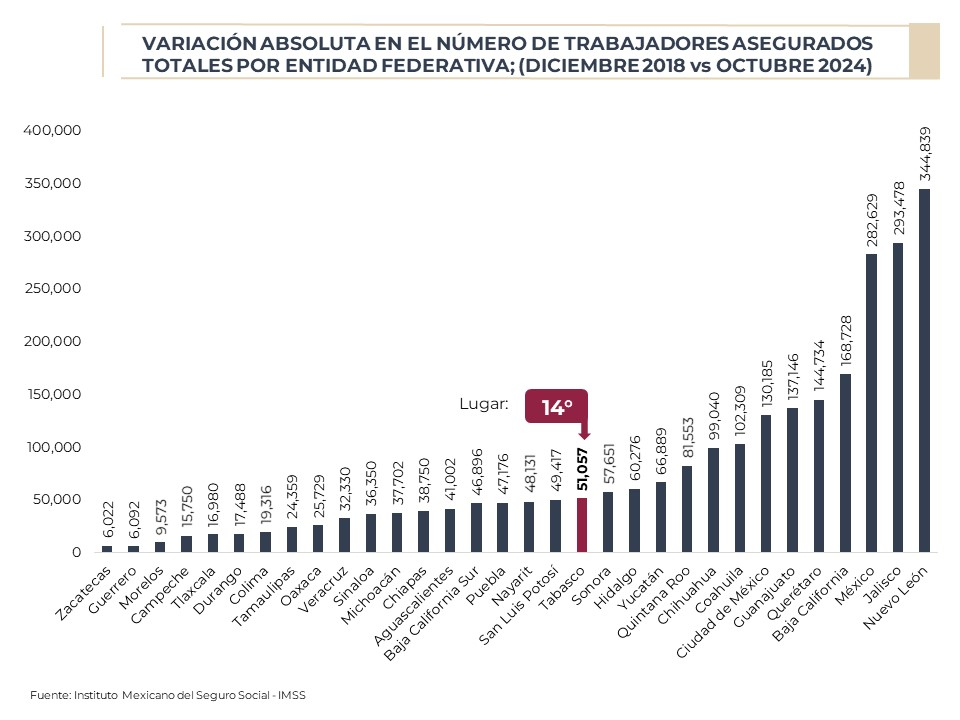 VARIACIÓN ABSOLUTA EN EL NÚMERO DE TRABAJADORES ASEGURADOS
TOTALES POR ENTIDAD FEDERATIVA; (DICIEMBRE 2018 vs OCTUBRE 2024)
400,000
350,000
300,000
250,000
200,000
150,000
100,000
50,000
0
Lugar:
14°
6,022
6,092
9,573
15,750
16,980
17,488
19,316
24,359
25,729
32,330
36,350
37,702
38,750
41,002
46,896
47,176
48,131
49,417
51,057
57,651
60,276
66,889
81,553
99,040
102,309
130,185
137,146
144,734
168,728
282,629
293,478
344,839
Zacatecas
Guerrero
Morelos
Campeche
Tlaxcala
Durango
Colima
Tamaulipas
Oaxaca
Veracruz
Sinaloa
Michoacán
Chiapas
Aguascalientes
Baja California Sur
Puebla
Nayarit
San Luis Potosí
Tabasco
Sonora
Hidalgo
Yucatán
Quintana Roo
Chihuahua
Coahuila
Ciudad de México
Guanajuato
Querétaro
Baja California
México
Jalisco
Nuevo León
Fuente: Instituto Mexicano del Seguro Social - IMSS